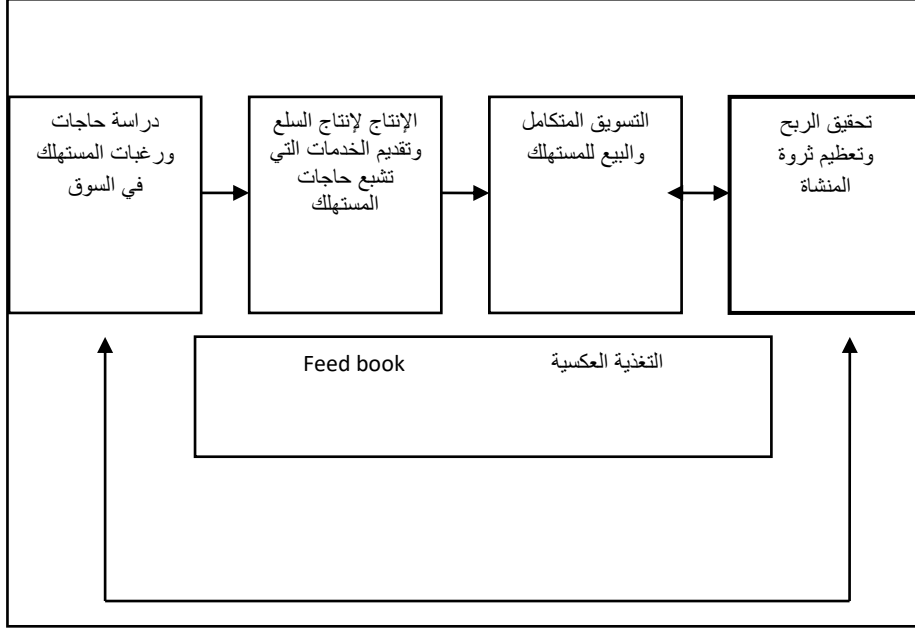 دراسة حاجات
ورغبات المستهلك
في السوق
الإنتاج لإنتاج السلع
وتقديم الخدمات التي
تشبع حاجات
المستهلك
التسويق المتكامل
والبيع للمستهلك
تحقيق الربح
وتعظيم ثروة
المنشاة
التغذية العكسية Feed book